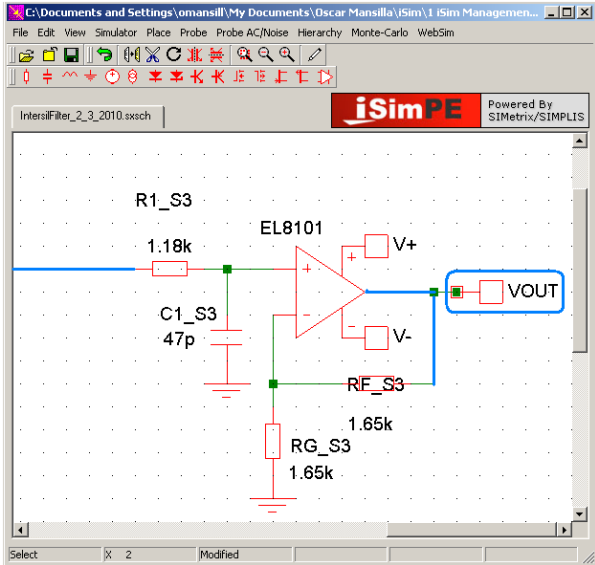 C:\Documents and Settings\omansill\My Documents\Oscar Mansilla\iSim\1 iSim Managemen...
File Edit View Simulator Place Probe Probe AC/Noise Hierarchy Monte-Carlo WebSim
IntersilFilter_2_3_2010.sxsch
iSimPE
Powered By
SIMetrix/SIMPLIS
R1_S3
1.18k
EL8101
V+
+
+
C1_S3
47p
VOUT
−
−
V-
RF_S3
1.65k
RG_S3
1.65k
Select
X 2
Modified